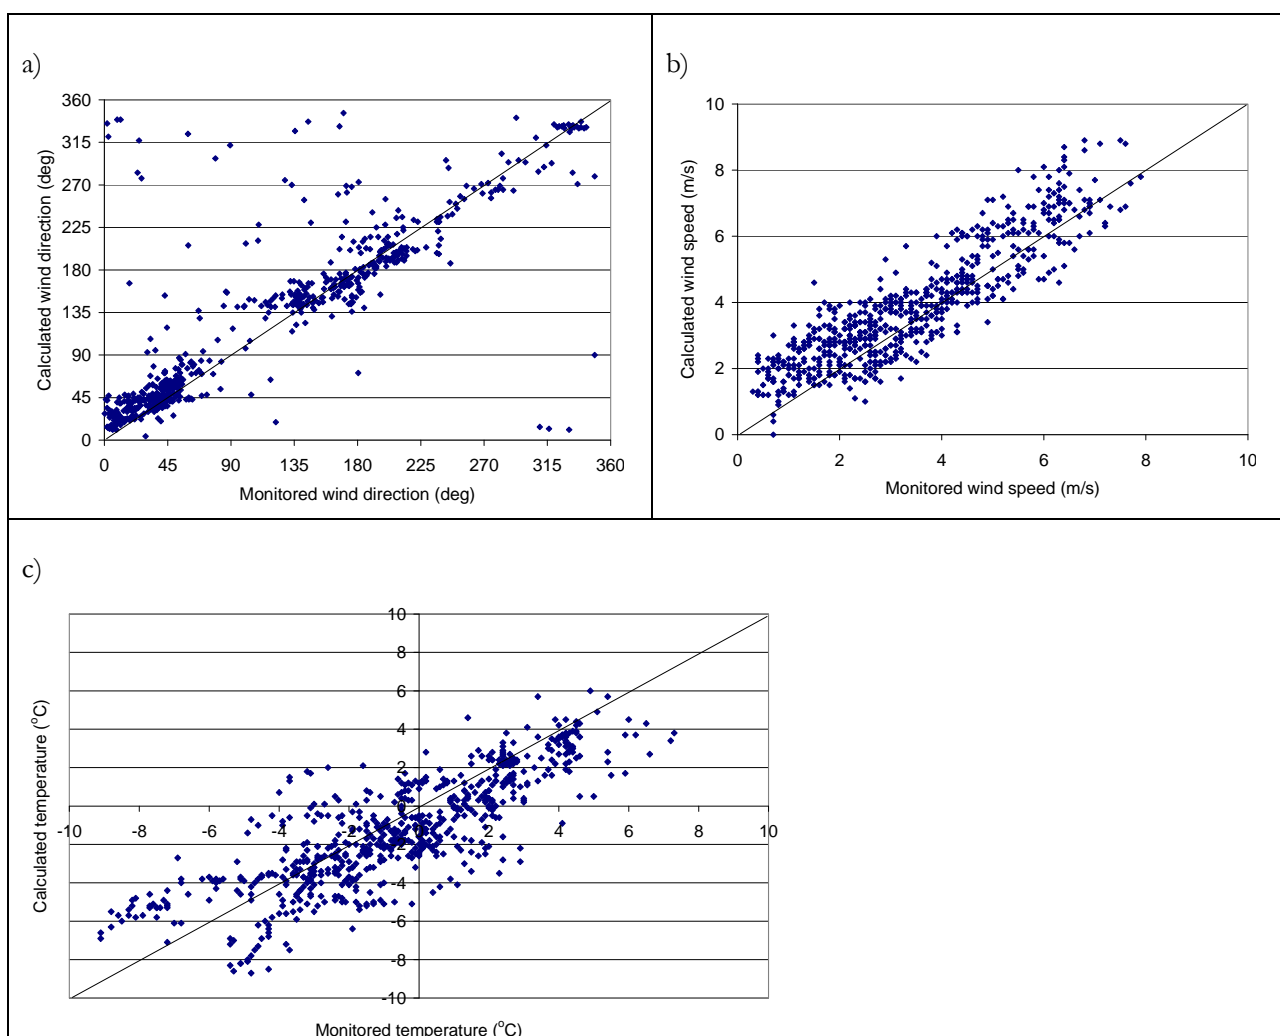 a)
360
315
270
225
180
135
90
45
0
0 45 90 135 180 225 270 315 360
Calculated wind direction (deg)
Monitored wind direction (deg)
b)
10
8
6
4
2
0
0 2 4 6 8 10
Calculated wind speed (m/s)
Monitored wind speed (m/s)
c)
10
8
6
4
2
0
-2
-4
-6
-8
-10
-10 -8 -6 -4 -2 0 2 4 6 8 10
Calculated temperature (°C)
Monitored temperature (°C)